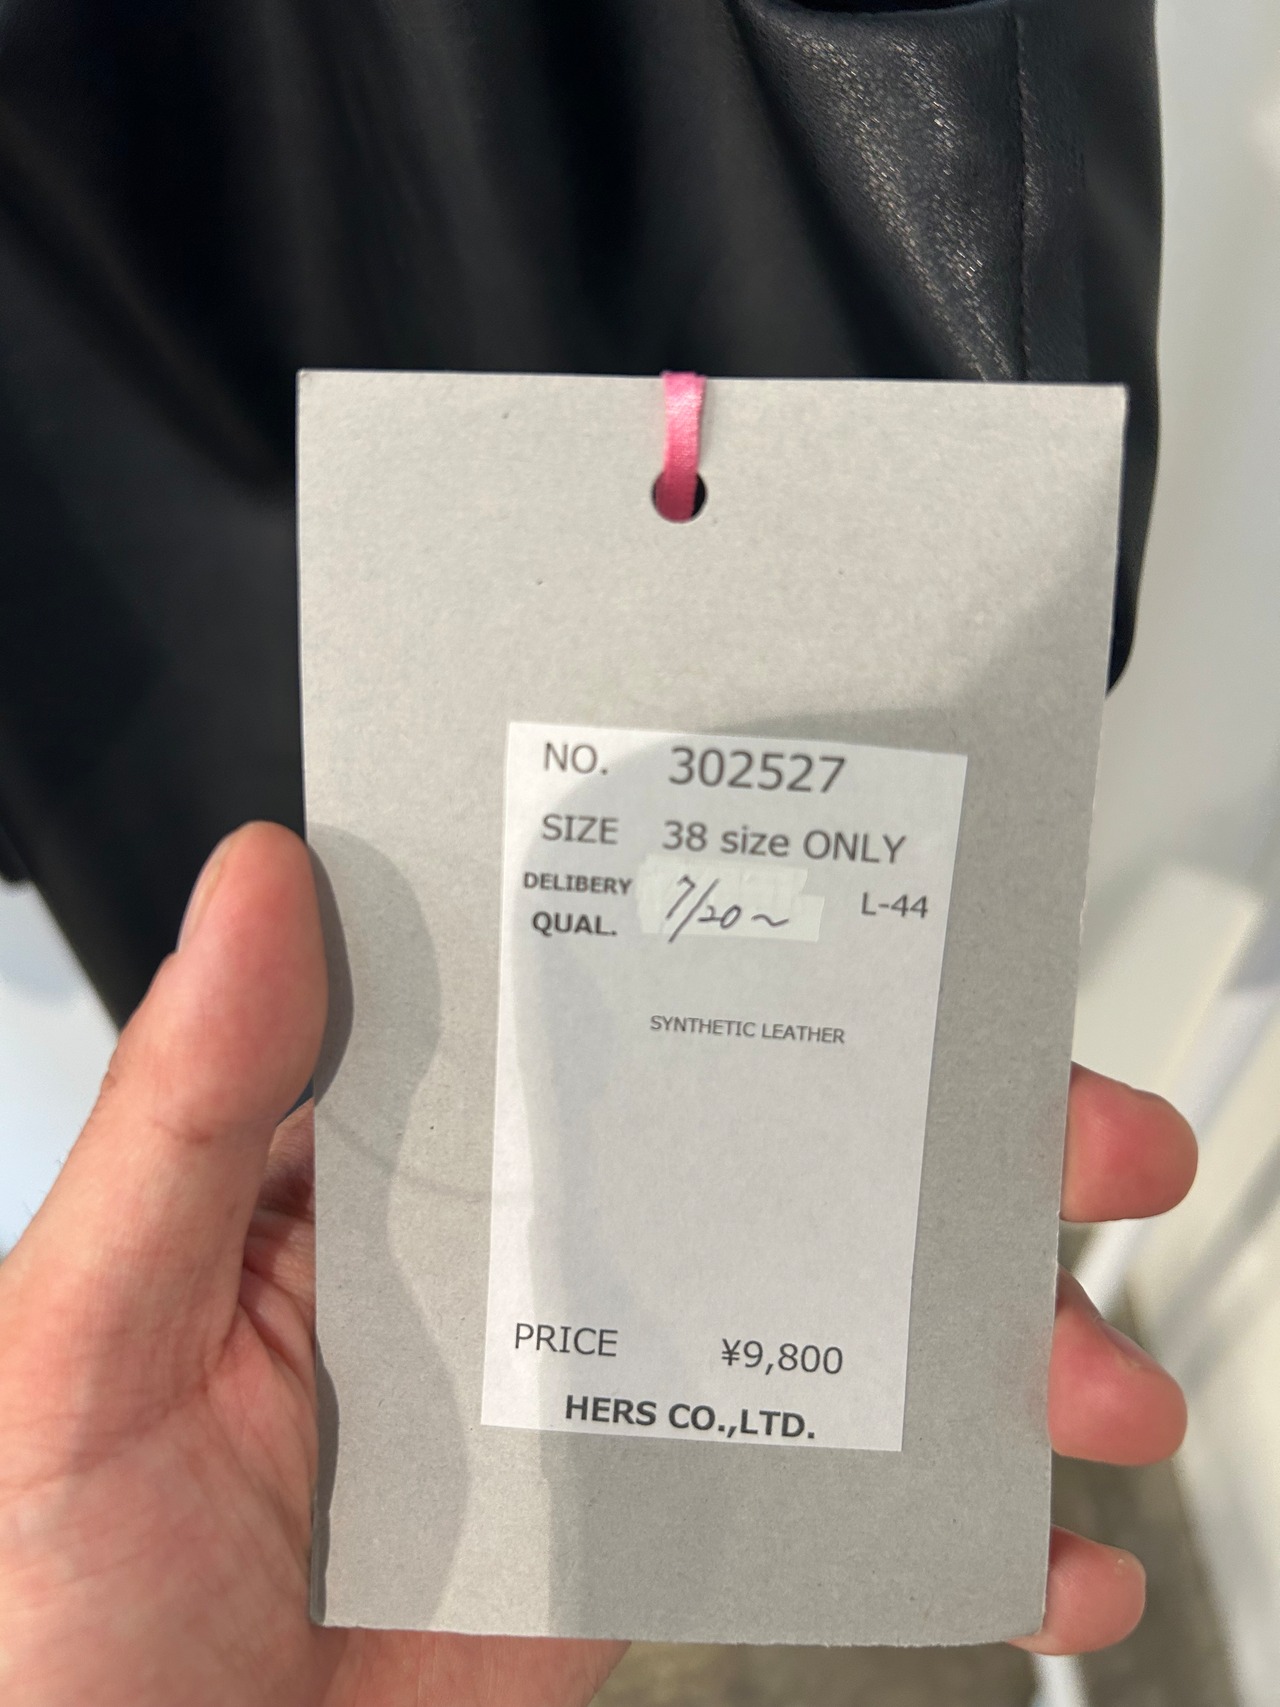 NO. 302527
SIZE 38 size ONLY
DELIBERY 7/20~ L-44
QUAL.
SYNTHETIC LEATHER
PRICE ¥9,800
HERS CO.,LTD.